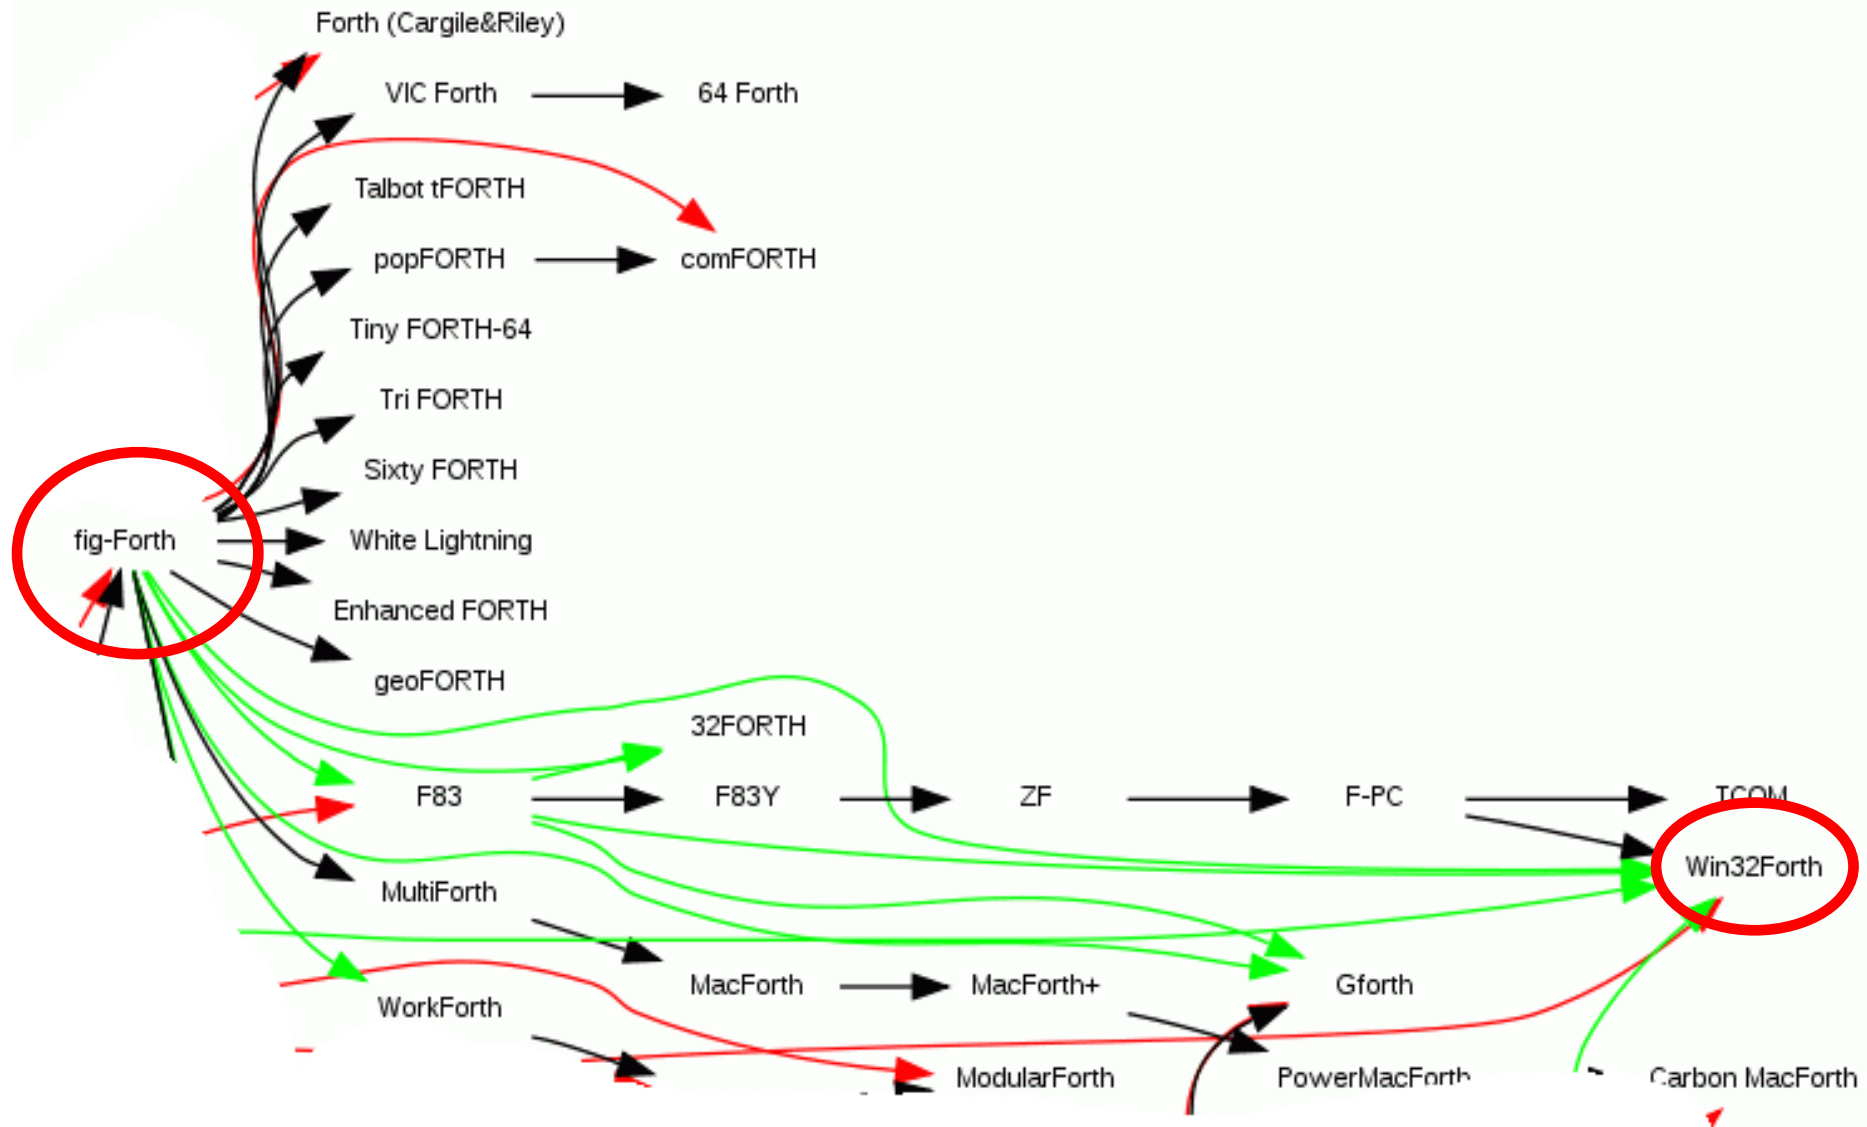 Forth (Cargile&Riley)
VIC Forth
64 Forth
Talbot tFORTH
popFORTH
comFORTH
Tiny FORTH-64
Tri FORTH
Sixty FORTH
fig-Forth
White Lightning
Enhanced FORTH
geoFORTH
32FORTH
F83
F83Y
ZF
F-PC
TCOM
Win32Forth
MultiForth
MacForth
MacForth+
Gforth
WorkForth
ModularForth
PowerMacForth
Carbon MacForth